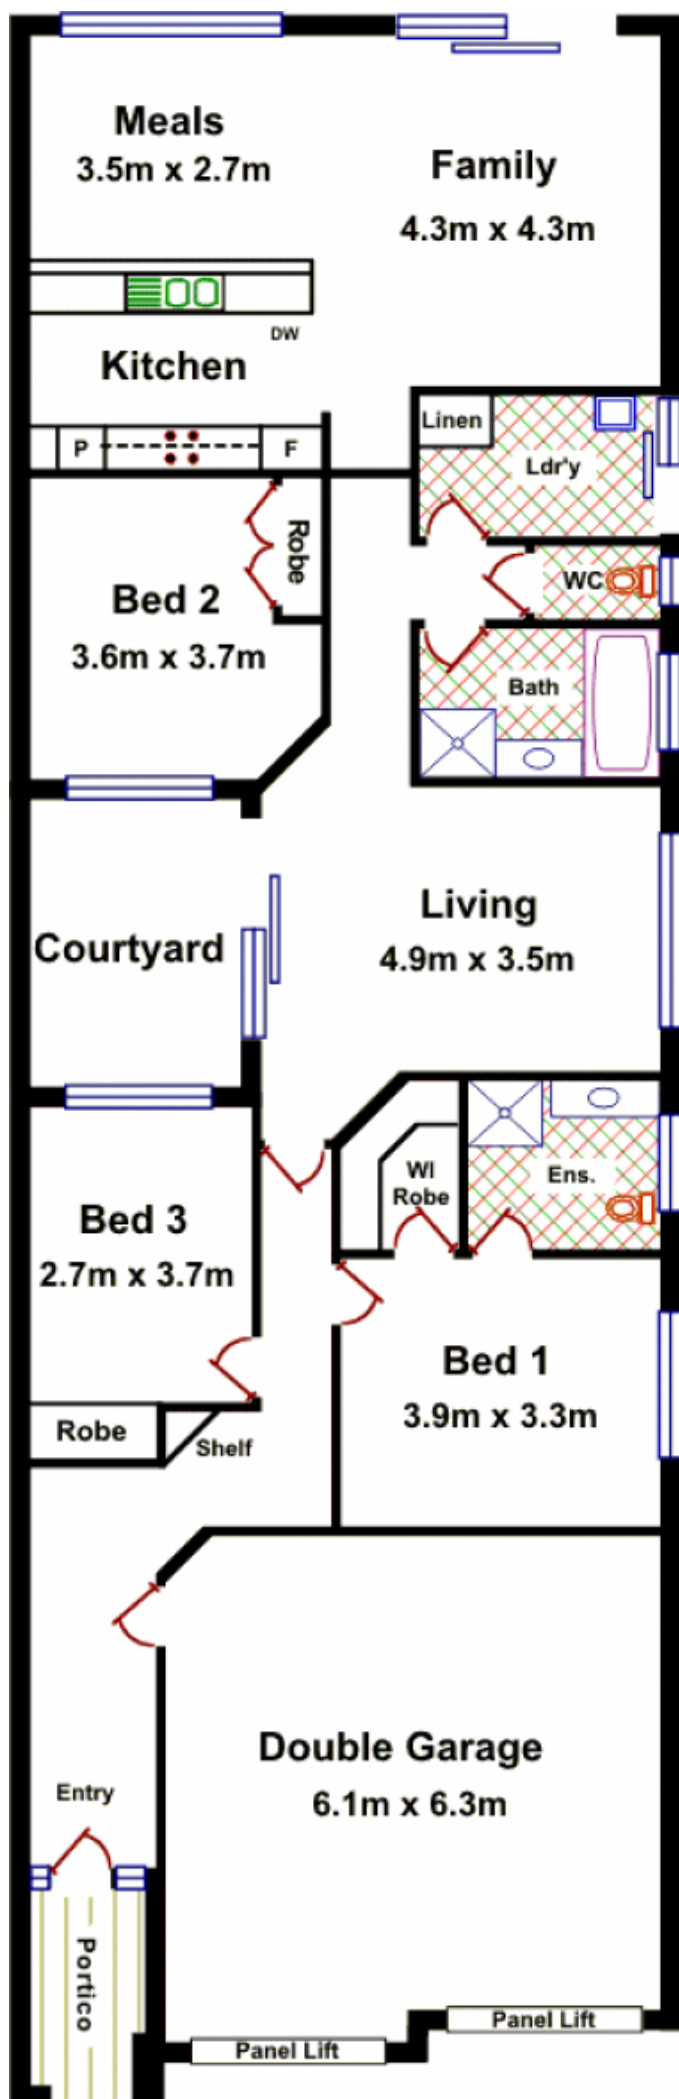 Meals
3.5m x 2.7m
Family
4.3m x 4.3m
DW
Kitchen
P
F
Linen
Ldr'y
Robe
WC
Bed 2
3.6m x 3.7m
Bath
Living
4.9m x 3.5m
Courtyard
WI
Robe
Ens.
Bed 3
2.7m x 3.7m
Bed 1
3.9m x 3.3m
Robe
Shelf
Double Garage
6.1m x 6.3m
Entry
Portico
Panel Lift
Panel Lift